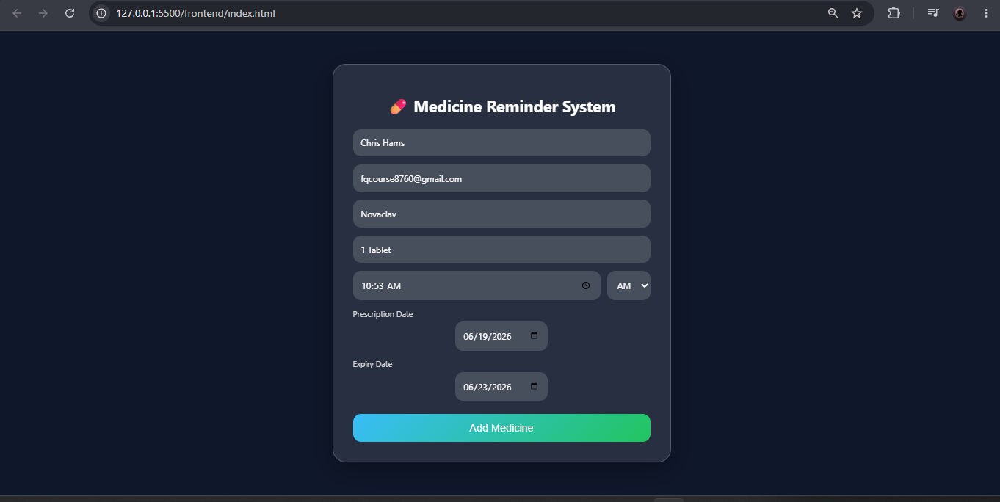 127.0.0.1:5500/frontend/index.html
Medicine Reminder System
Chris Hams
fqcourse8760@gmail.com
Novaclav
1 Tablet
10:53 AM AM
Prescription Date
06/19/2026
Expiry Date
06/23/2026
Add Medicine